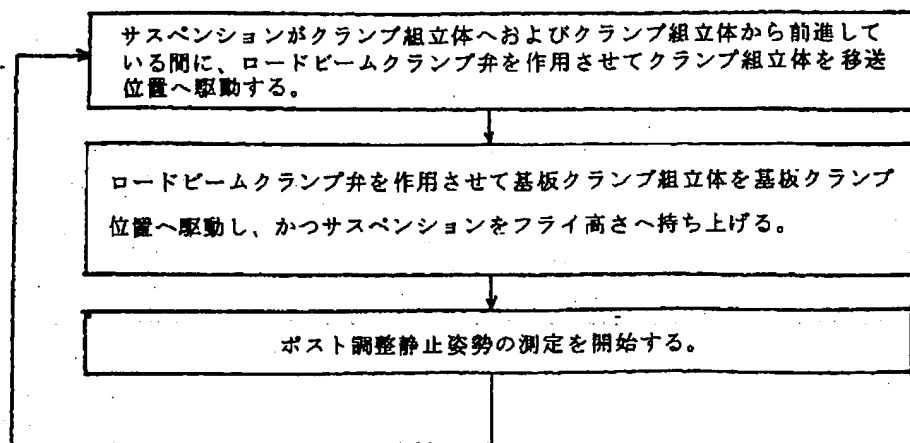 サスペンションがクランプ組立体へおよびクランプ組立体から前進して
いる間に、ロードビームクランプ弁を作用させてクランプ組立体を移送
位置へ駆動する。
ロードビームクランプ弁を作用させて基板クランプ組立体を基板クランプ
位置へ駆動し、かつサスペンションをフライ高さへ持ち上げる。
ポスト調整静止姿勢の測定を開始する。